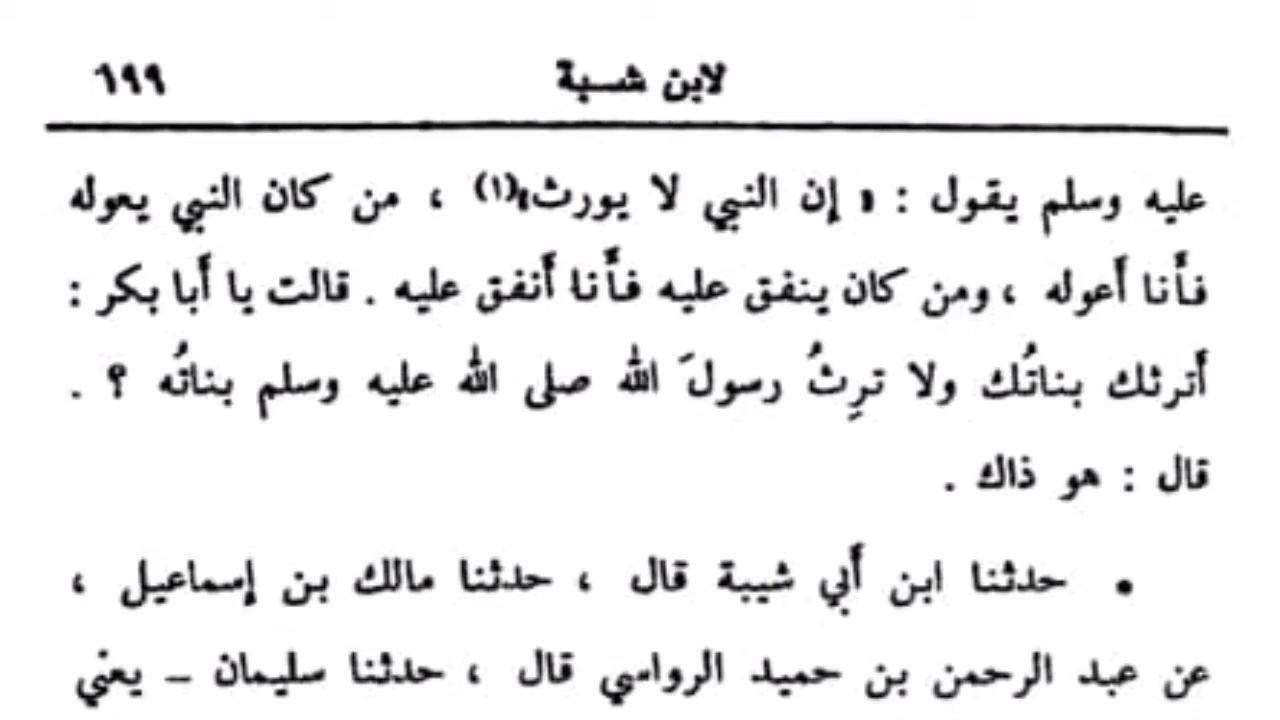 لابن شـبة ١٩٩
عليه وسلم يقول : « إن النبي لا يورث»(١) ، من كان النبي يعوله
فأنا أعوله ، ومن كان ينفق عليه فأنا أنفق عليه . قالت يا أبا بكر :
أترثك بناتُك ولا ترِثُ رسولَ الله صلى الله عليه وسلم بناتُه ؟ .
قال : هو ذاك .
• حدثنا ابن أبي شيبة قال ، حدثنا مالك بن إسماعيل ،
عن عبد الرحمن بن حميد الرواسي قال ، حدثنا سليمان – يعني